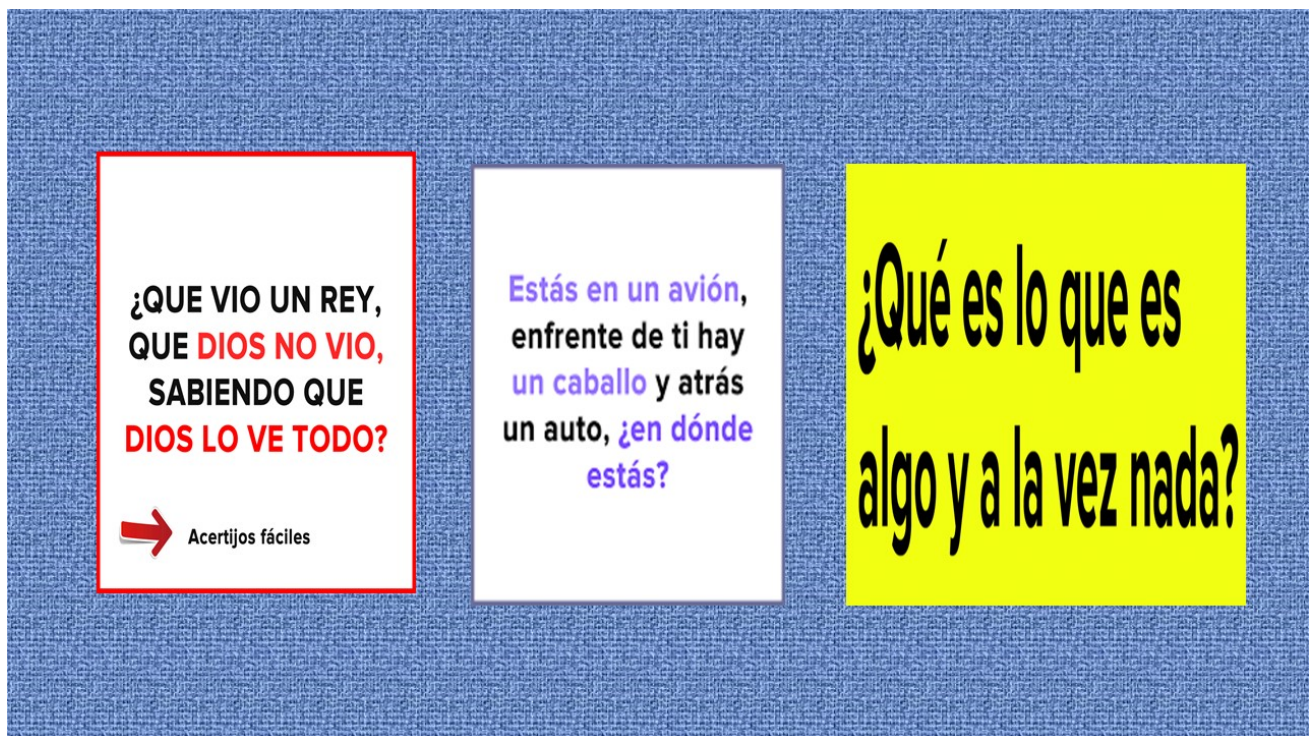 ¿QUE VIO UN REY,
QUE DIOS NO VIO,
SABIENDO QUE
DIOS LO VE TODO?
Acertijos fáciles
Estás en un avión,
enfrente de ti hay
un caballo y atrás
un auto, ¿en dónde
estás?
¿Qué es lo que es
algo y a la vez nada?